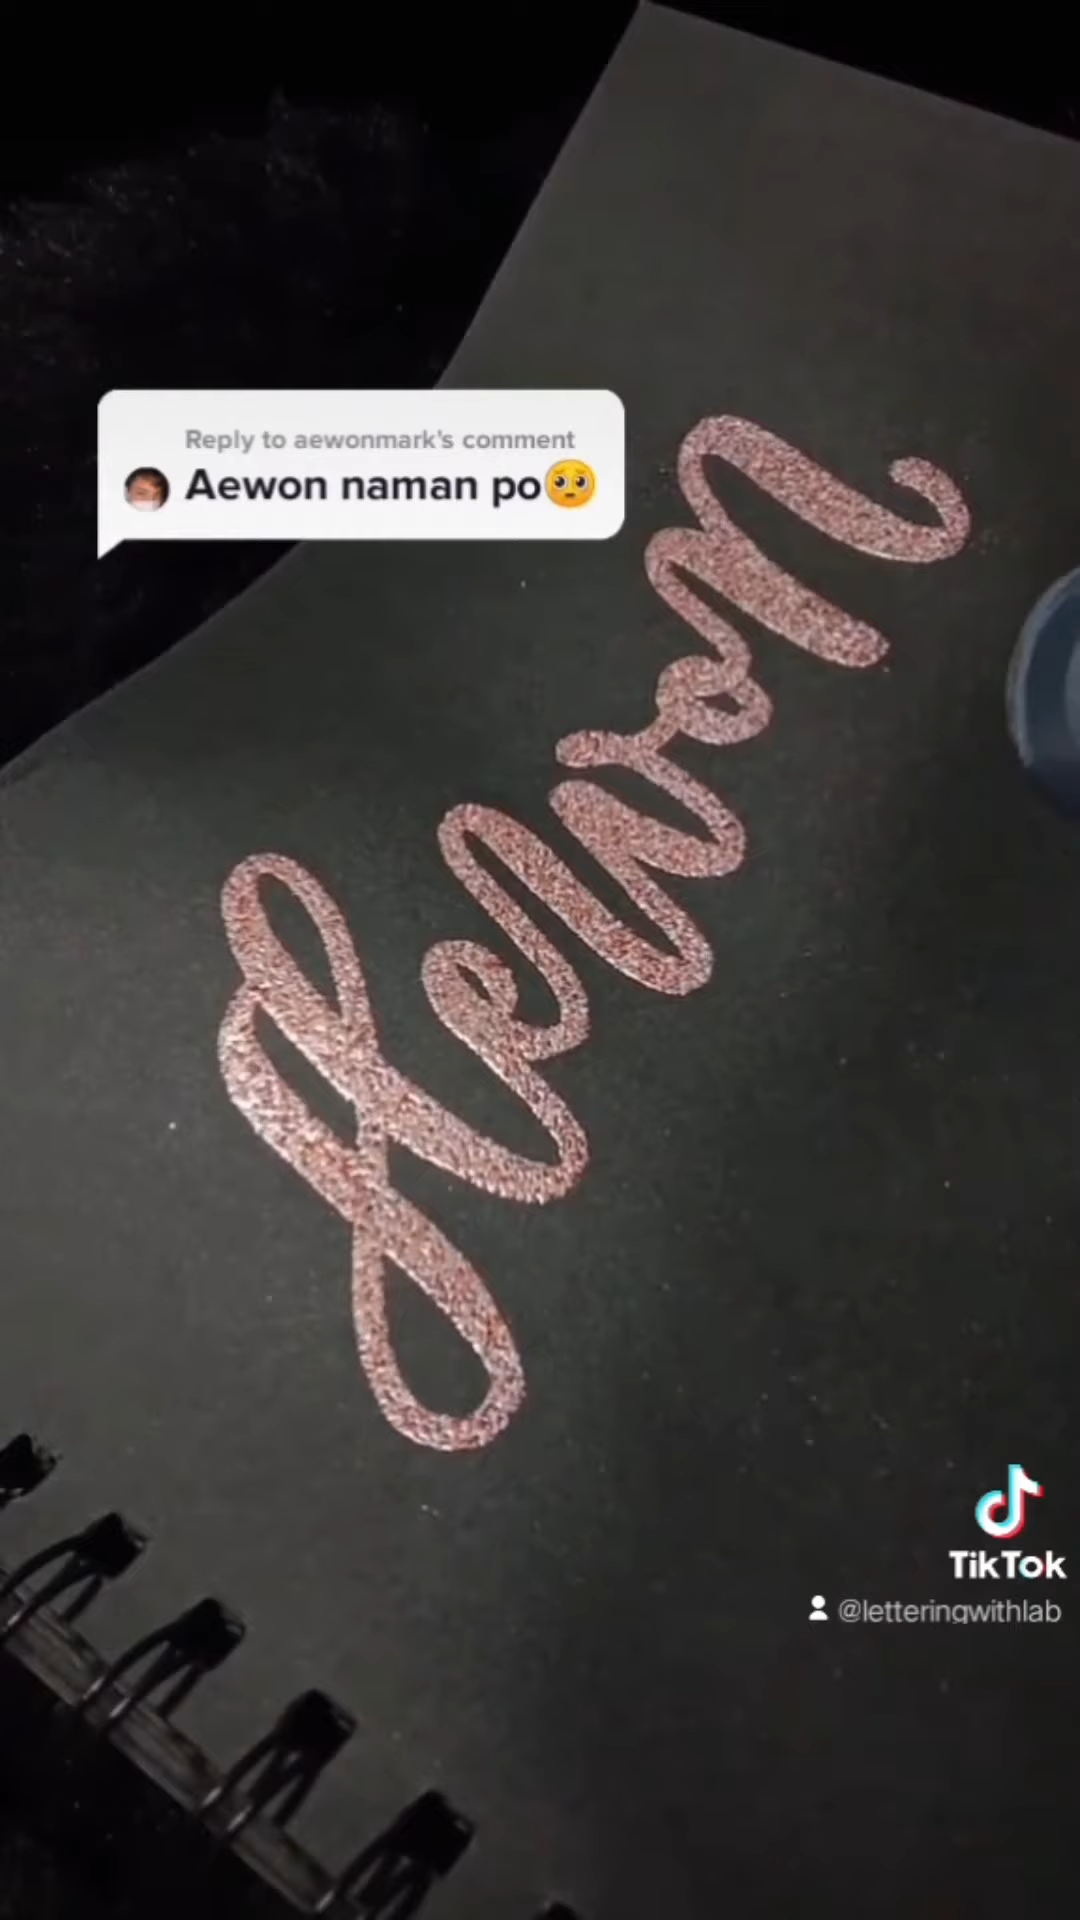 Reply to aewonmark's comment
Aewon naman po🥺
Aewon
TikTok
@letteringwithlab